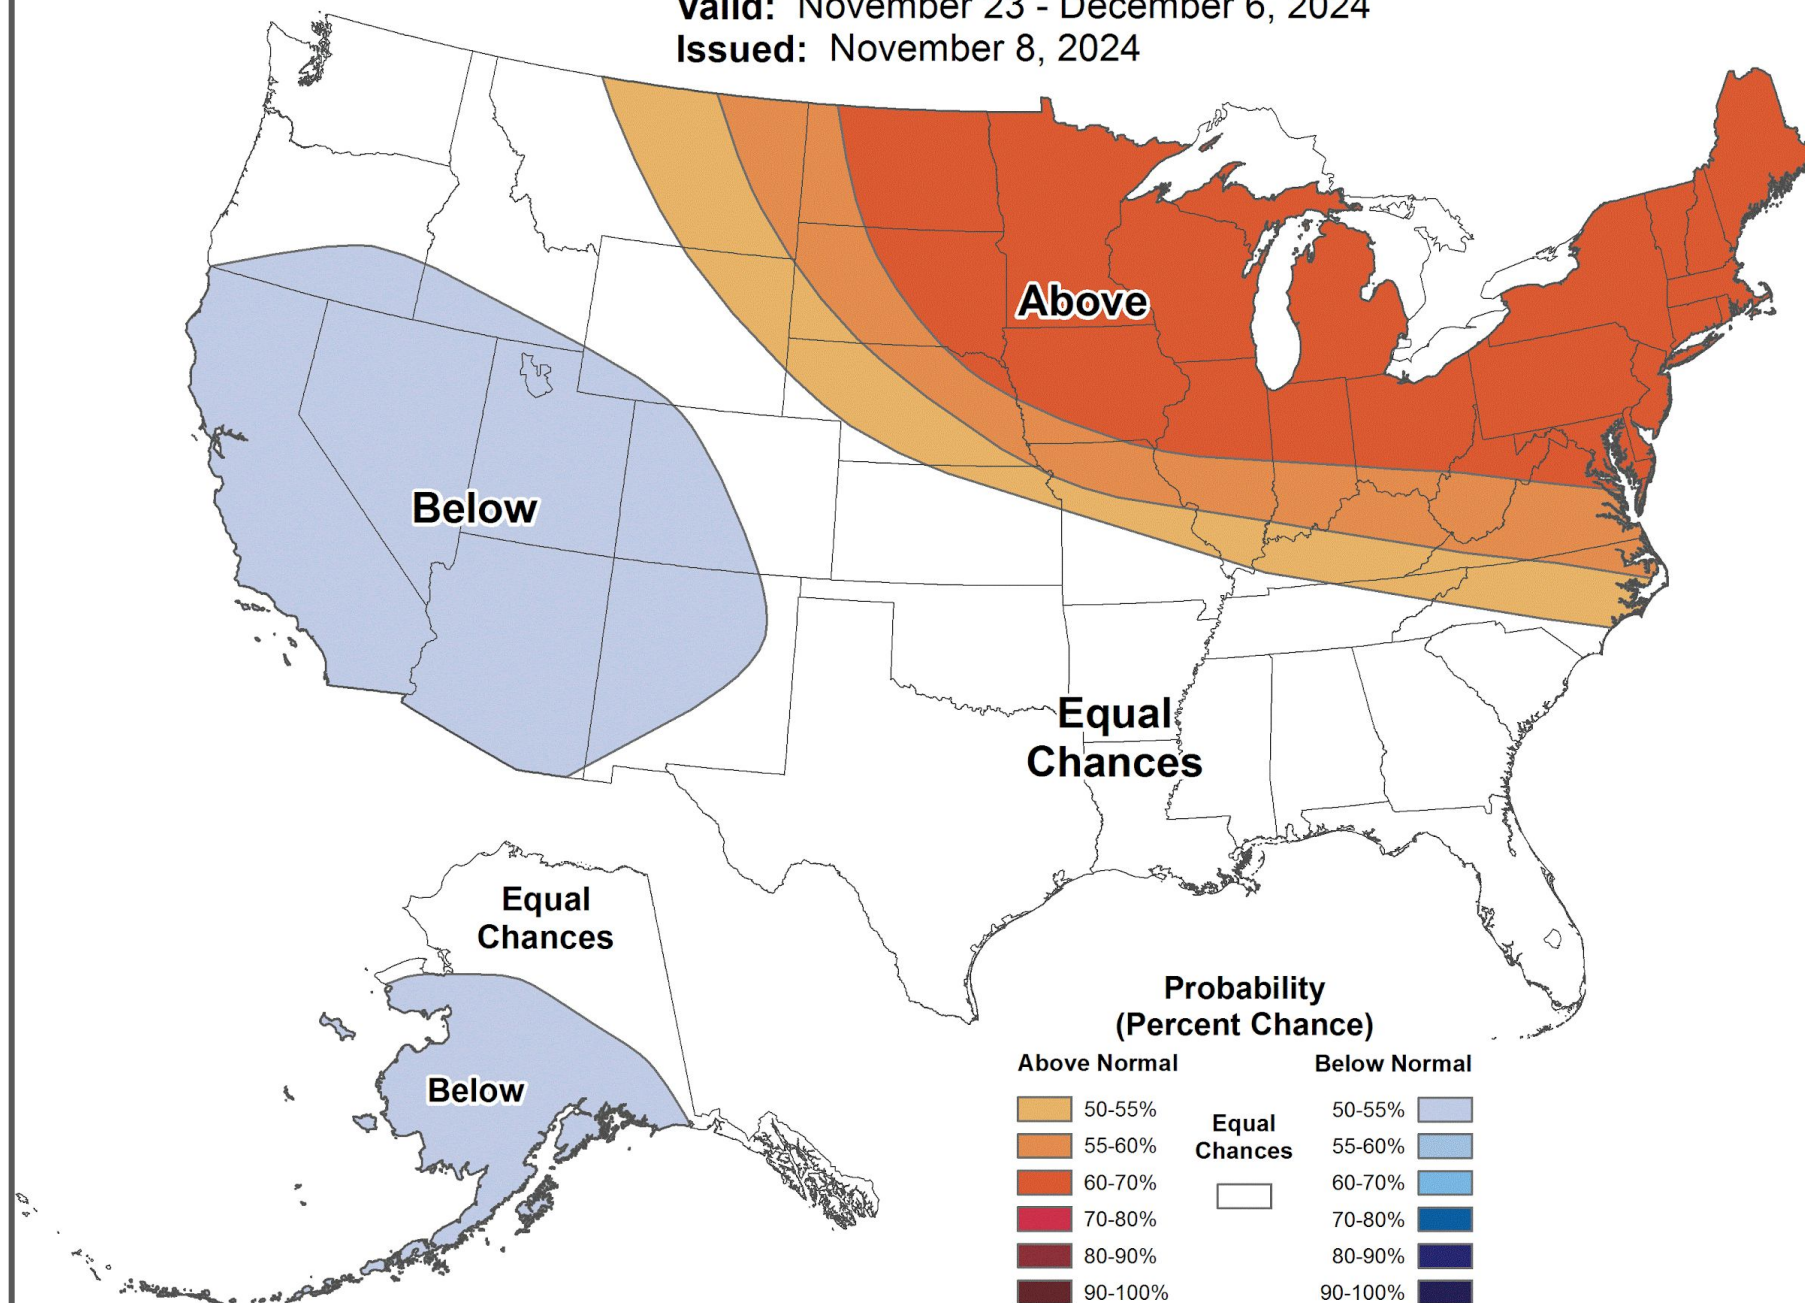 Valid: November 23 - December 6, 2024
Issued: November 8, 2024
Above
Below
Equal
Chances
Equal
Chances
Below
Probability
(Percent Chance)
Above Normal
Below Normal
50-55%
55-60%
60-70%
70-80%
80-90%
90-100%
Equal
Chances
50-55%
55-60%
60-70%
70-80%
80-90%
90-100%